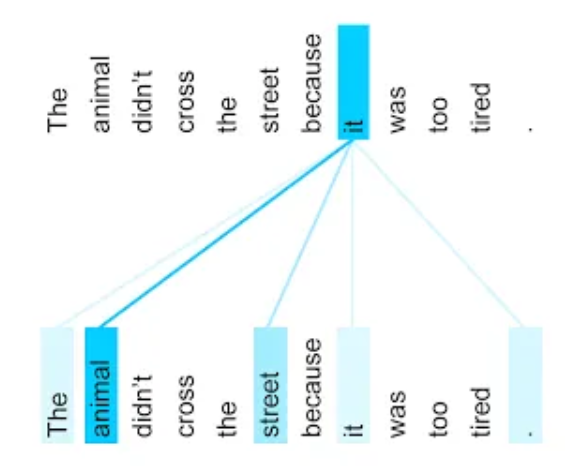 The animal didn't cross the street because it was too tired .
The animal didn't cross the street because it was too tired .